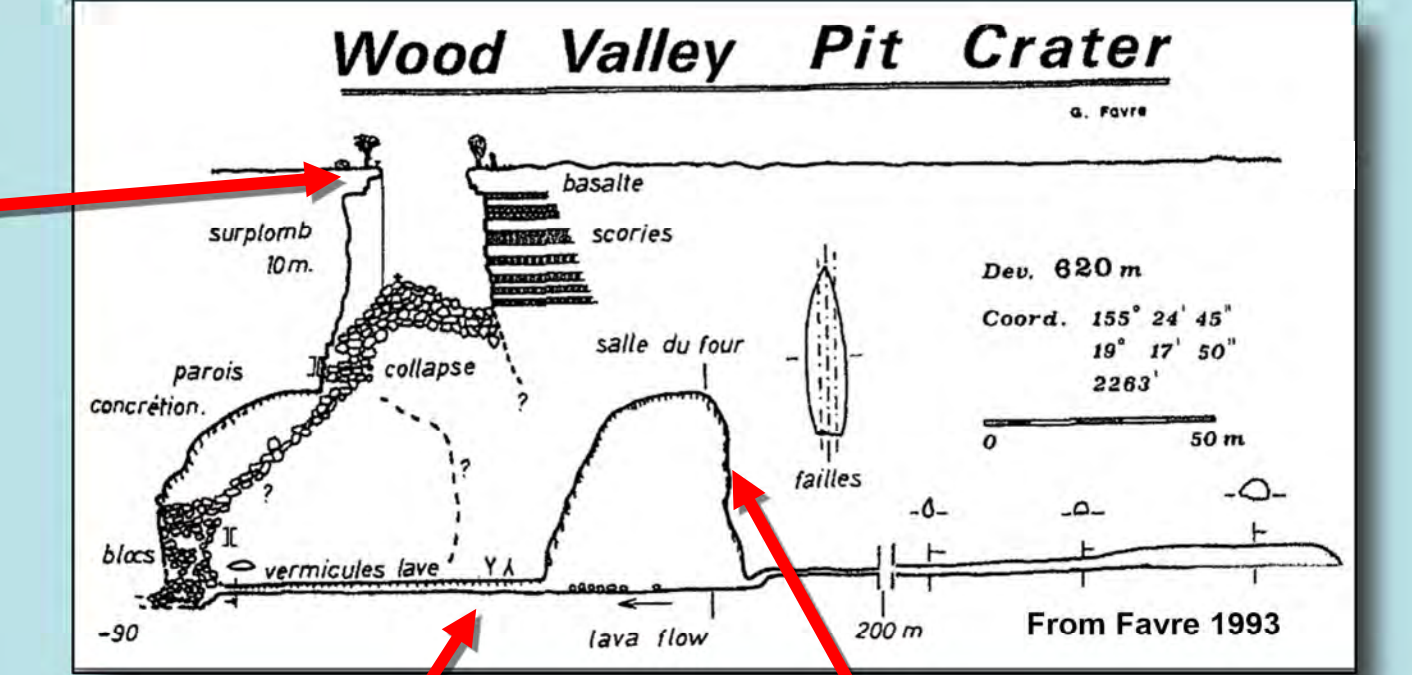 Wood Valley Pit Crater
G. Favre
basalte
surplomb
10m.
scories
Dev. 620 m
Coord. 155° 24' 45"
19° 17' 50"
2263'
0 50 m
salle du four
parois
concrétion.
collapse
?
?
?
failles
blocs
vermicules lave
-90
lava flow
200 m
From Favre 1993